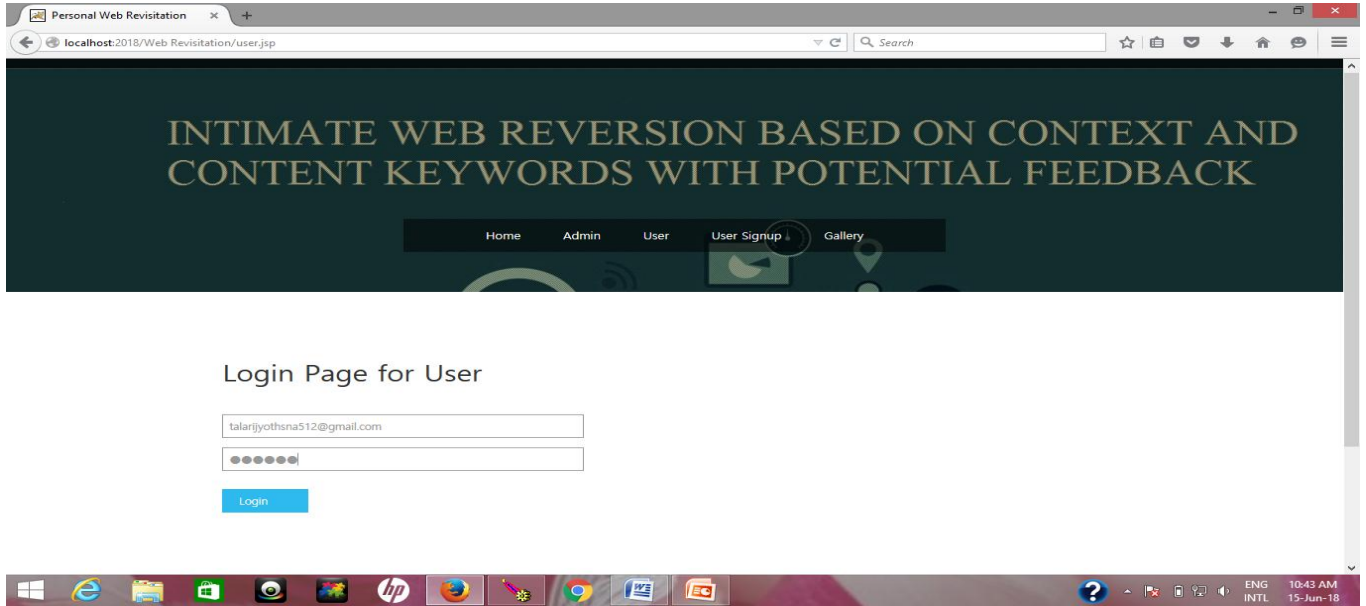 Personal Web Revisitation
localhost:2018/Web Revisitation/user.jsp
Search
INTIMATE WEB REVERSION BASED ON CONTEXT AND
CONTENT KEYWORDS WITH POTENTIAL FEEDBACK
Home Admin User User Signup Gallery
Login Page for User
talarijyothsna512@gmail.com
Login
hp
ENG 10:43 AM
INTL 15-Jun-18